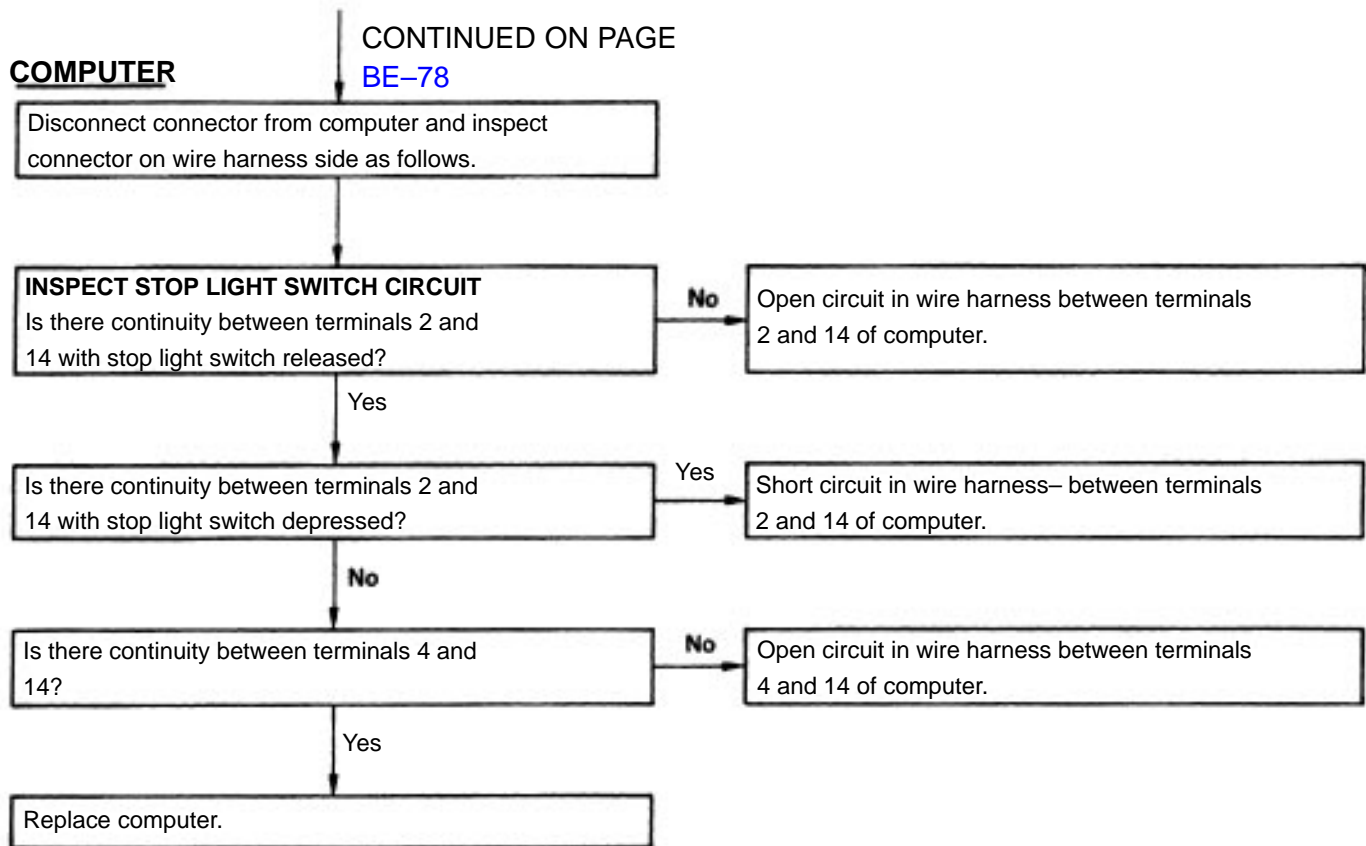 CONTINUED ON PAGE
BE–78
COMPUTER
Disconnect connector from computer and inspect
connector on wire harness side as follows.
INSPECT STOP LIGHT SWITCH CIRCUIT
Is there continuity between terminals 2 and
14 with stop light switch released?
No
Open circuit in wire harness between terminals
2 and 14 of computer.
Yes
Is there continuity between terminals 2 and
14 with stop light switch depressed?
Yes
Short circuit in wire harness– between terminals
2 and 14 of computer.
No
Is there continuity between terminals 4 and
14?
No
Open circuit in wire harness between terminals
4 and 14 of computer.
Yes
Replace computer.